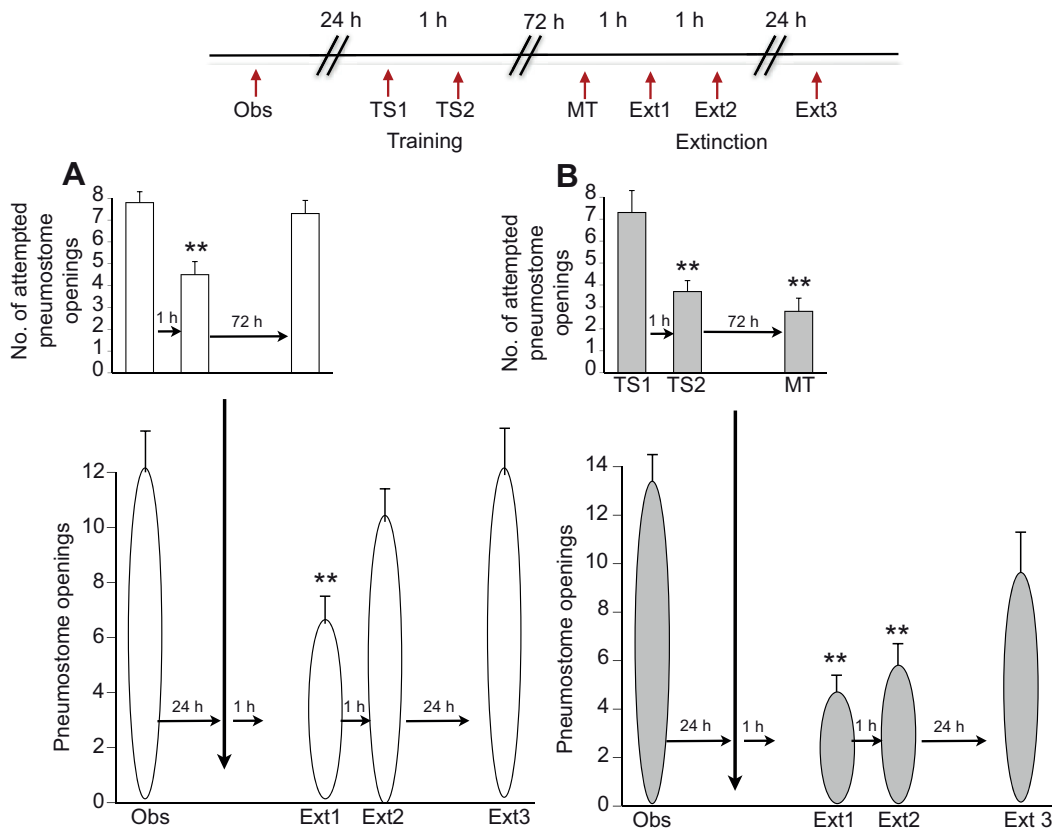 24 h 1 h 72 h 1 h 1 h 24 h
Obs TS1 TS2 MT Ext1 Ext2 Ext3
Training Extinction
A
No. of attempted
pneumostome
openings
8
7
6
5
4
3
2
1
0
**
1 h
72 h
B
No. of attempted
pneumostome
openings
8
7
6
5
4
3
2
1
0
**
**
1 h
72 h
TS1 TS2 MT
Pneumostome openings
12
10
8
6
4
2
0
**
24 h 1 h 1 h 24 h
Obs Ext1 Ext2 Ext3
Pneumostome openings
14
12
10
8
6
4
2
0
**
**
24 h 1 h 1 h 24 h
Obs Ext1 Ext2 Ext 3